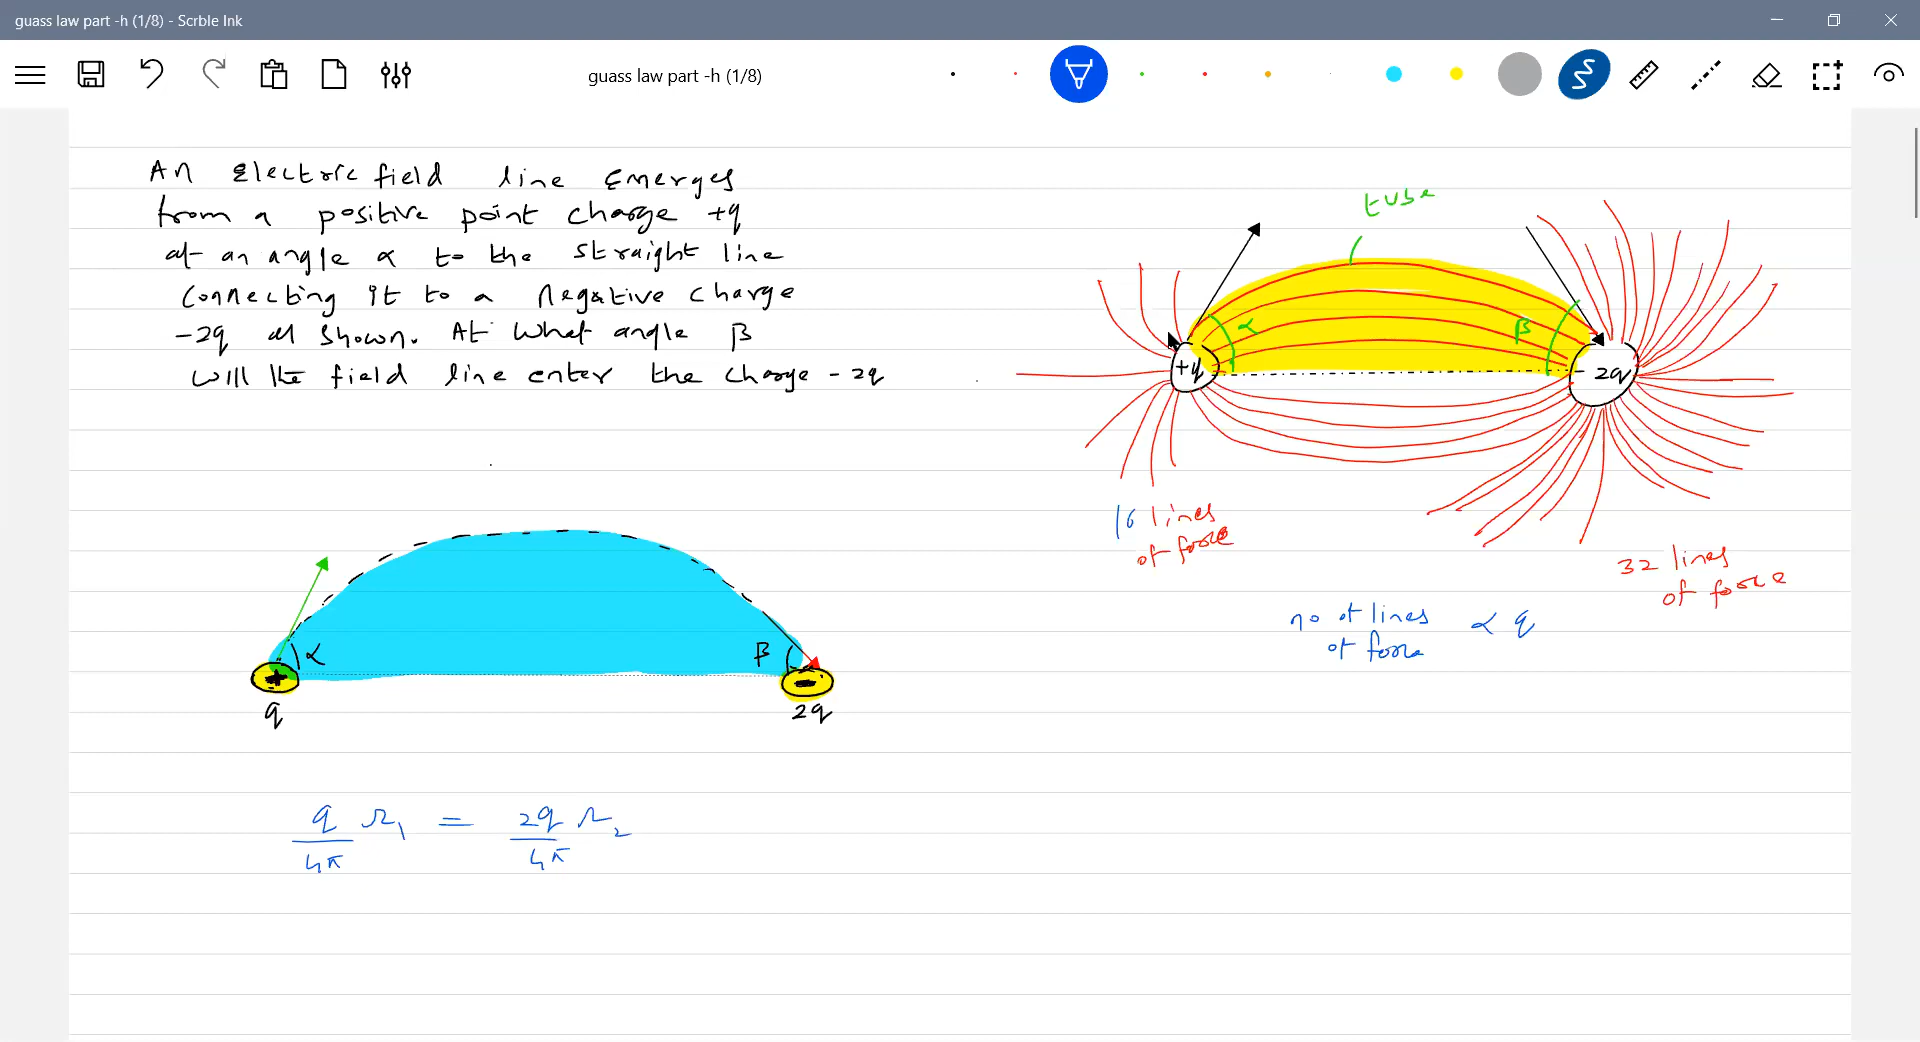 guass law part -h (1/8) - Scrble Ink
guass law part -h (1/8)
An Electric field line Emerges
from a positive point charge +q
at an angle α to the straight line
connecting it to a negative charge
-2q as shown. At what angle β
will the field line enter the charge -2q
tube
α
β
+q
- 2q
16 lines
of force
32 lines
of force
no of lines
of force ∝ q
α
β
+
-
q
2q
q/4π Ω₁ = 2q/4π Ω₂